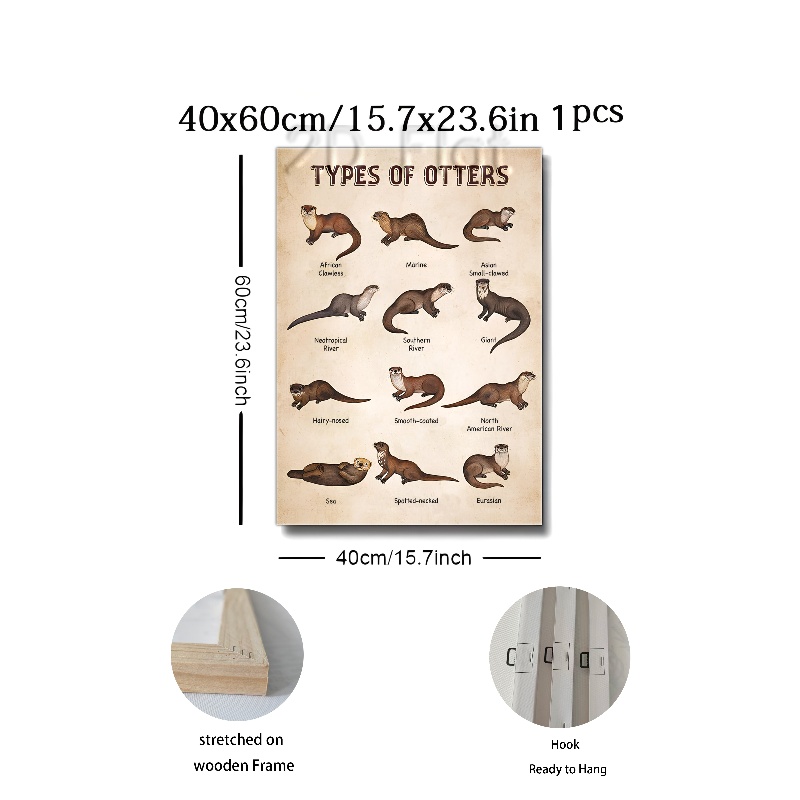 40x60cm/15.7x23.6in 1pcs
2D Flat
TYPES OF OTTERS
African
Clawless
Marine
Asian
Small-clawed
Neotropical
River
Southern
River
Giant
Hairy-nosed
Smooth-coated
North
American River
Sea
Spotted-necked
Eurasian
60cm/23.6inch
40cm/15.7inch
stretched on
wooden Frame
Hook
Ready to Hang